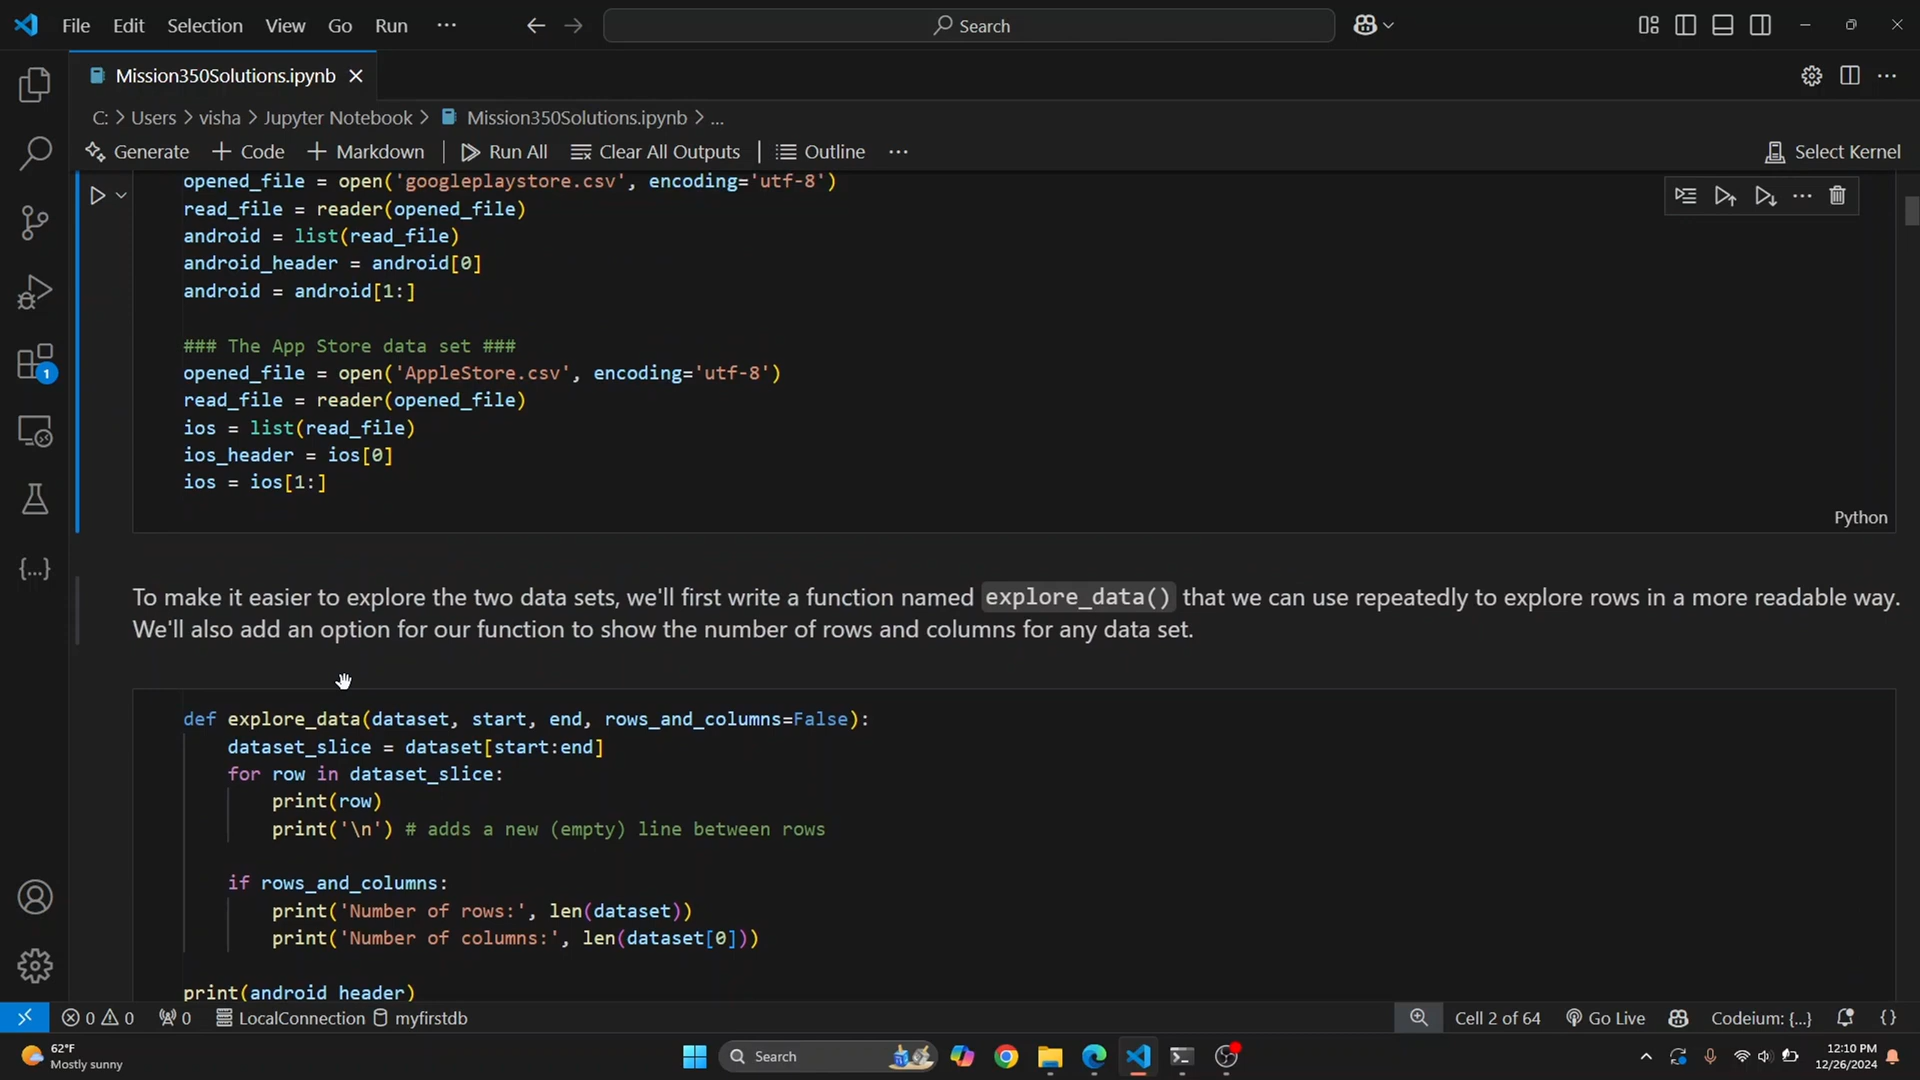 File Edit Selection View Go Run ··· Search
Mission350Solutions.ipynb
C: > Users > visha > Jupyter Notebook > Mission350Solutions.ipynb > ...
Generate + Code + Markdown | Run All Clear All Outputs | Outline ··· Select Kernel
opened_file = open('googleplaystore.csv', encoding='utf-8')
read_file = reader(opened_file)
android = list(read_file)
android_header = android[0]
android = android[1:]
### The App Store data set ###
opened_file = open('AppleStore.csv', encoding='utf-8')
read_file = reader(opened_file)
ios = list(read_file)
ios_header = ios[0]
ios = ios[1:]
Python
1
To make it easier to explore the two data sets, we'll first write a function named explore_data() that we can use repeatedly to explore rows in a more readable way.
We'll also add an option for our function to show the number of rows and columns for any data set.
def explore_data(dataset, start, end, rows_and_columns=False):
dataset_slice = dataset[start:end]
for row in dataset_slice:
print(row)
print('\n') # adds a new (empty) line between rows
if rows_and_columns:
print('Number of rows:', len(dataset))
print('Number of columns:', len(dataset[0]))
print(android_header)
0 0 0 LocalConnection myfirstdb Cell 2 of 64 Go Live Codeium: {...} {}
62°F
Mostly sunny
Search
12:10 PM
12/26/2024